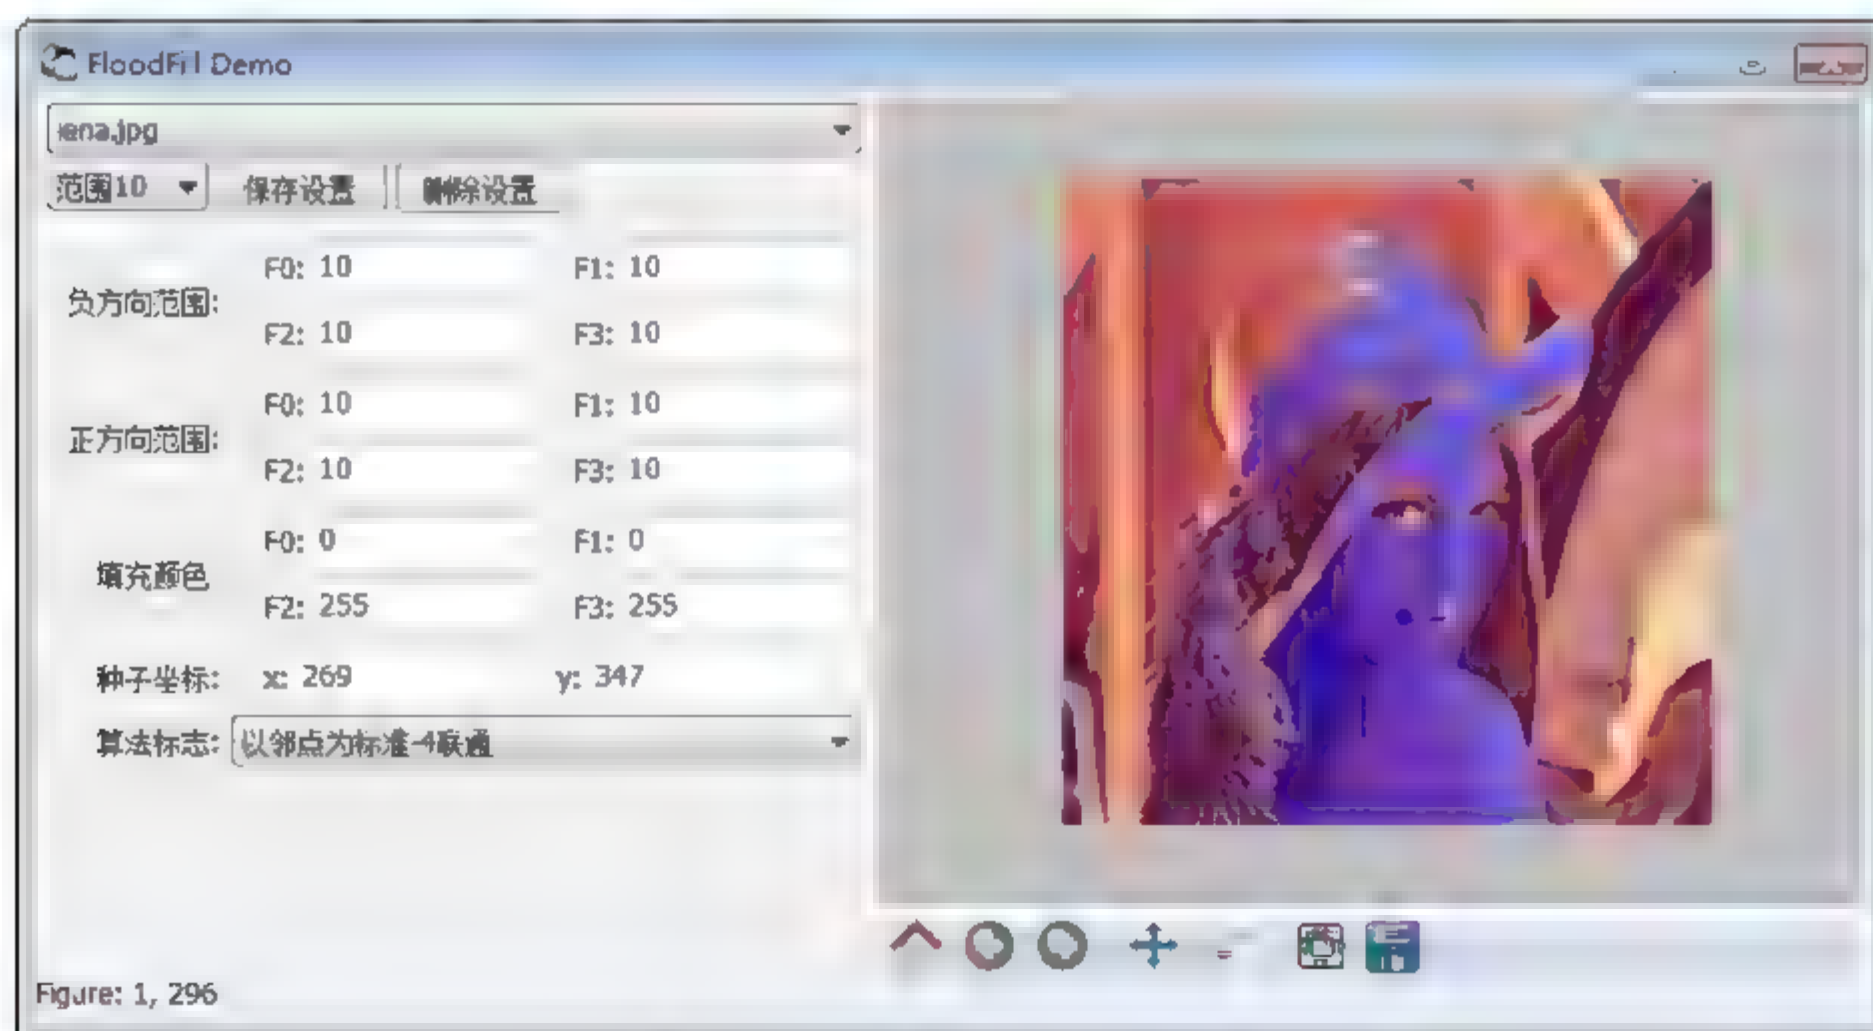 FloodFill Demo
lena.jpg
范围10 保存设置 删除设置
F0: 10 F1: 10
负方向范围:
F2: 10 F3: 10
F0: 10 F1: 10
正方向范围:
F2: 10 F3: 10
F0: 0 F1: 0
填充颜色
F2: 255 F3: 255
种子坐标: x: 269 y: 347
算法标志: 以邻点为标准-4联通
Figure: 1, 296